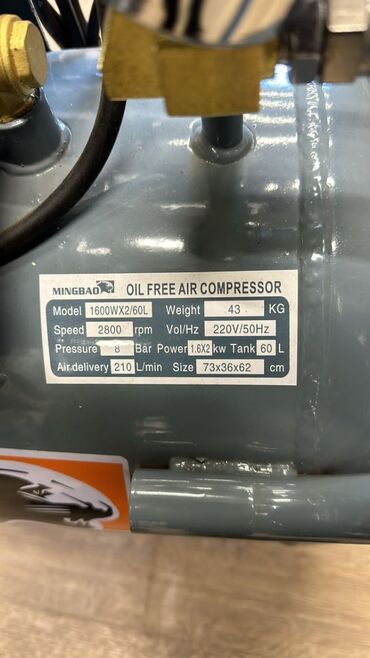 MINGBAO OIL FREE AIR COMPRESSOR
Model 1600WX2/60L Weight 43 KG
Speed 2800 rpm Vol/Hz 220V/50Hz
Pressure 8 Bar Power 1.6X2 kw Tank 60 L
Air delivery 210 L/min Size 73x36x62 cm